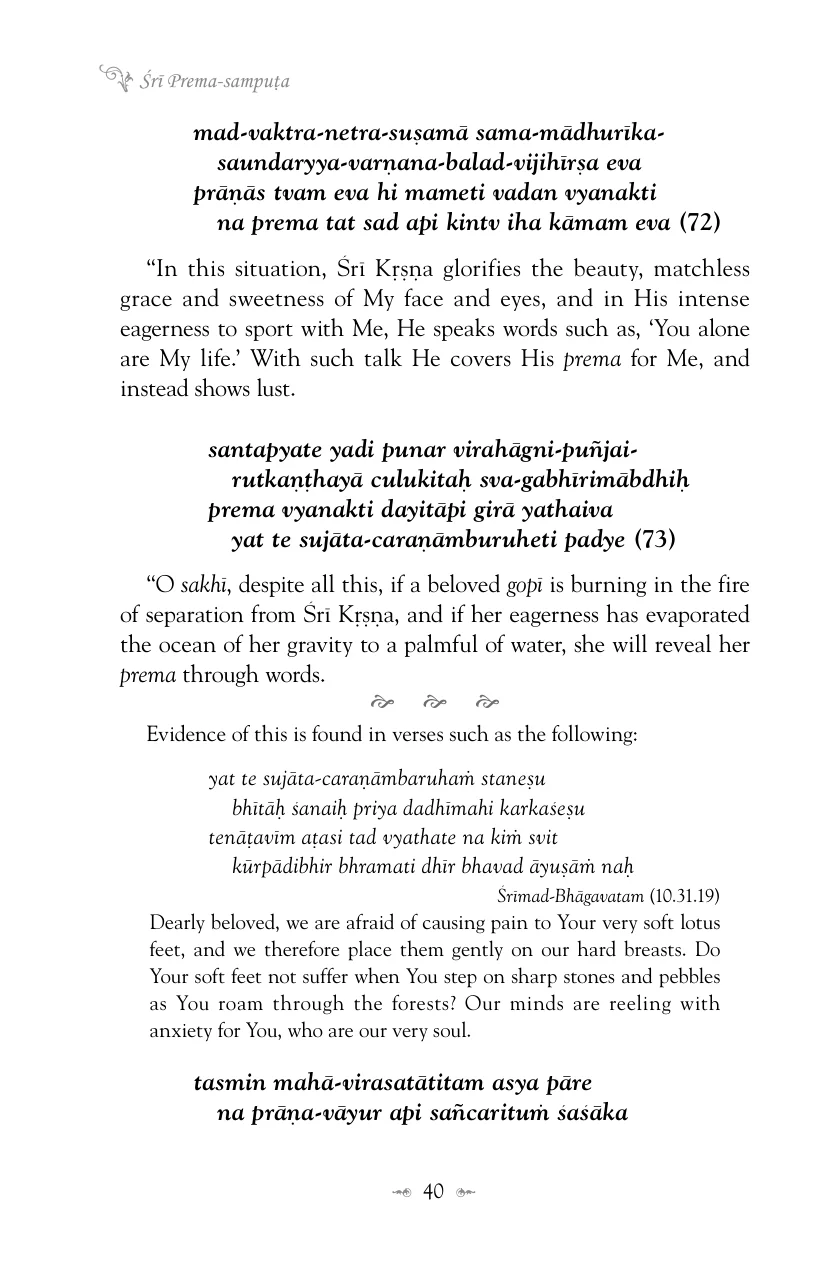 Śrī Prema-sampuṭa
mad-vaktra-netra-suṣamā sama-mādhurīka-
saundaryya-varṇana-balad-vijihīrṣa eva
prāṇās tvam eva hi mameti vadan vyanakti
na prema tat sad api kintv iha kāmam eva (72)
“In this situation, Śrī Kṛṣṇa glorifies the beauty, matchless
grace and sweetness of My face and eyes, and in His intense
eagerness to sport with Me, He speaks words such as, ‘You alone
are My life.’ With such talk He covers His prema for Me, and
instead shows lust.
santapyate yadi punar virahāgni-puñjai-
rutkaṇṭhayā culukitaḥ sva-gabhīrimābdhiḥ
prema vyanakti dayitāpi girā yathaiva
yat te sujāta-caraṇāmburuheti padye (73)
“O sakhī, despite all this, if a beloved gopī is burning in the fire
of separation from Śrī Kṛṣṇa, and if her eagerness has evaporated
the ocean of her gravity to a palmful of water, she will reveal her
prema through words.
Evidence of this is found in verses such as the following:
yat te sujāta-caraṇāmbaruhaṁ staneṣu
bhītāḥ śanaiḥ priya dadhīmahi karkaśeṣu
tenāṭavīm aṭasi tad vyathate na kiṁ svit
kūrpādibhir bhramati dhīr bhavad āyuṣāṁ naḥ
Śrīmad-Bhāgavatam (10.31.19)
Dearly beloved, we are afraid of causing pain to Your very soft lotus
feet, and we therefore place them gently on our hard breasts. Do
Your soft feet not suffer when You step on sharp stones and pebbles
as You roam through the forests? Our minds are reeling with
anxiety for You, who are our very soul.
tasmin mahā-virasatātitam asya pāre
na prāṇa-vāyur api sañcarituṁ śaśāka
40